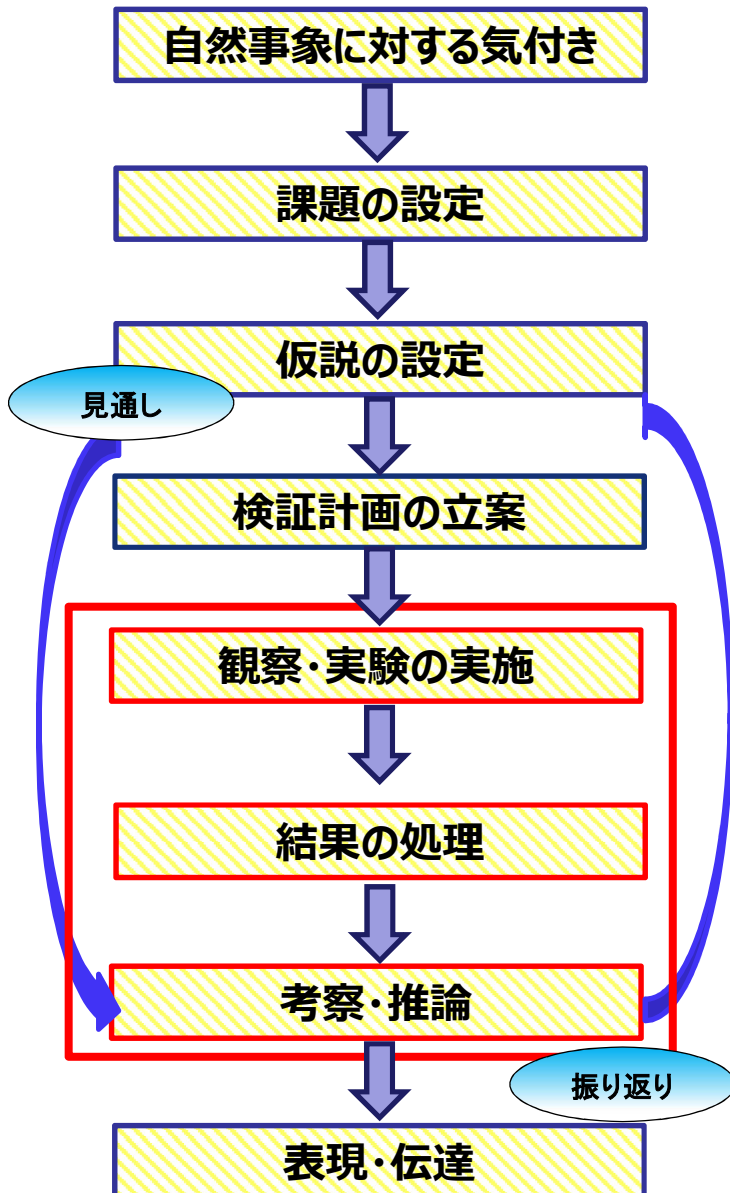 自然事象に対する気付き
課題の設定
仮説の設定
見通し
検証計画の立案
観察・実験の実施
結果の処理
考察・推論
振り返り
表現・伝達